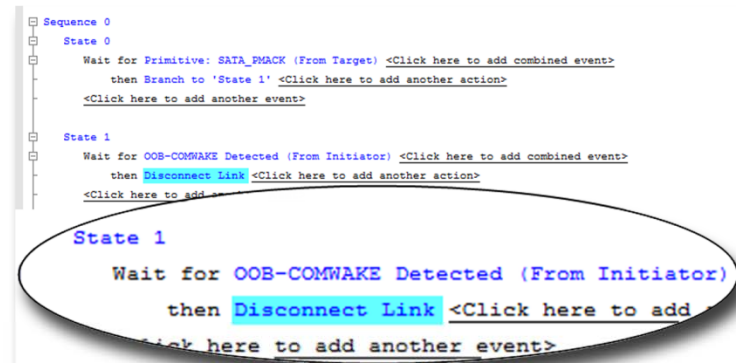 Sequence 0
State 0
Wait for Primitive: SATA_PMACK (From Target) <Click here to add combined event>
then Branch to 'State 1' <Click here to add another action>
<Click here to add another event>
State 1
Wait for OOB-COMWAKE Detected (From Initiator) <Click here to add combined event>
then Disconnect Link <Click here to add another action>
<Click here to add
State 1
Wait for OOB-COMWAKE Detected (From Initiator)
then Disconnect Link <Click here to add
here to add another event>